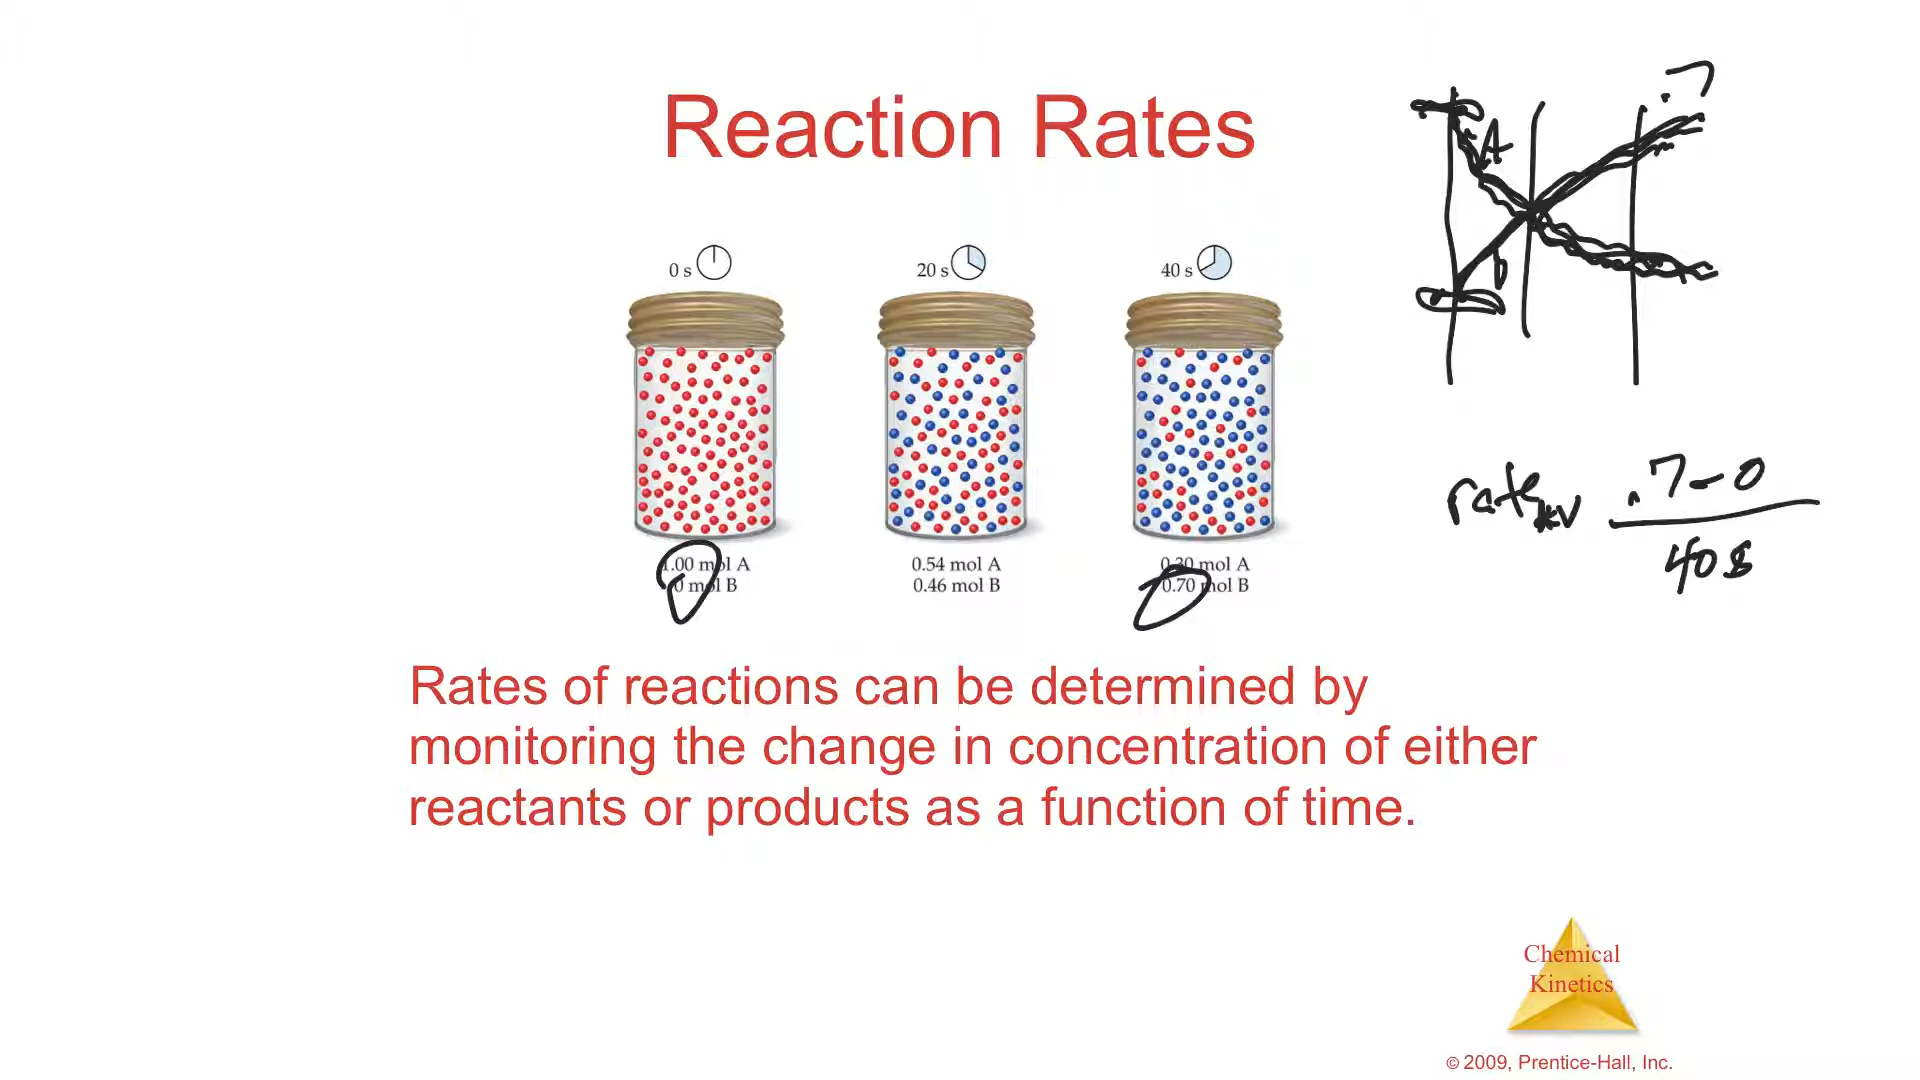 Reaction Rates
.7
A
0 s
20 s
40 s
rate .7-0
40s
1.00 mol A
0 mol B
0.54 mol A
0.46 mol B
0.30 mol A
0.70 mol B
Rates of reactions can be determined by
monitoring the change in concentration of either
reactants or products as a function of time.
Chemical
Kinetics
© 2009, Prentice-Hall, Inc.